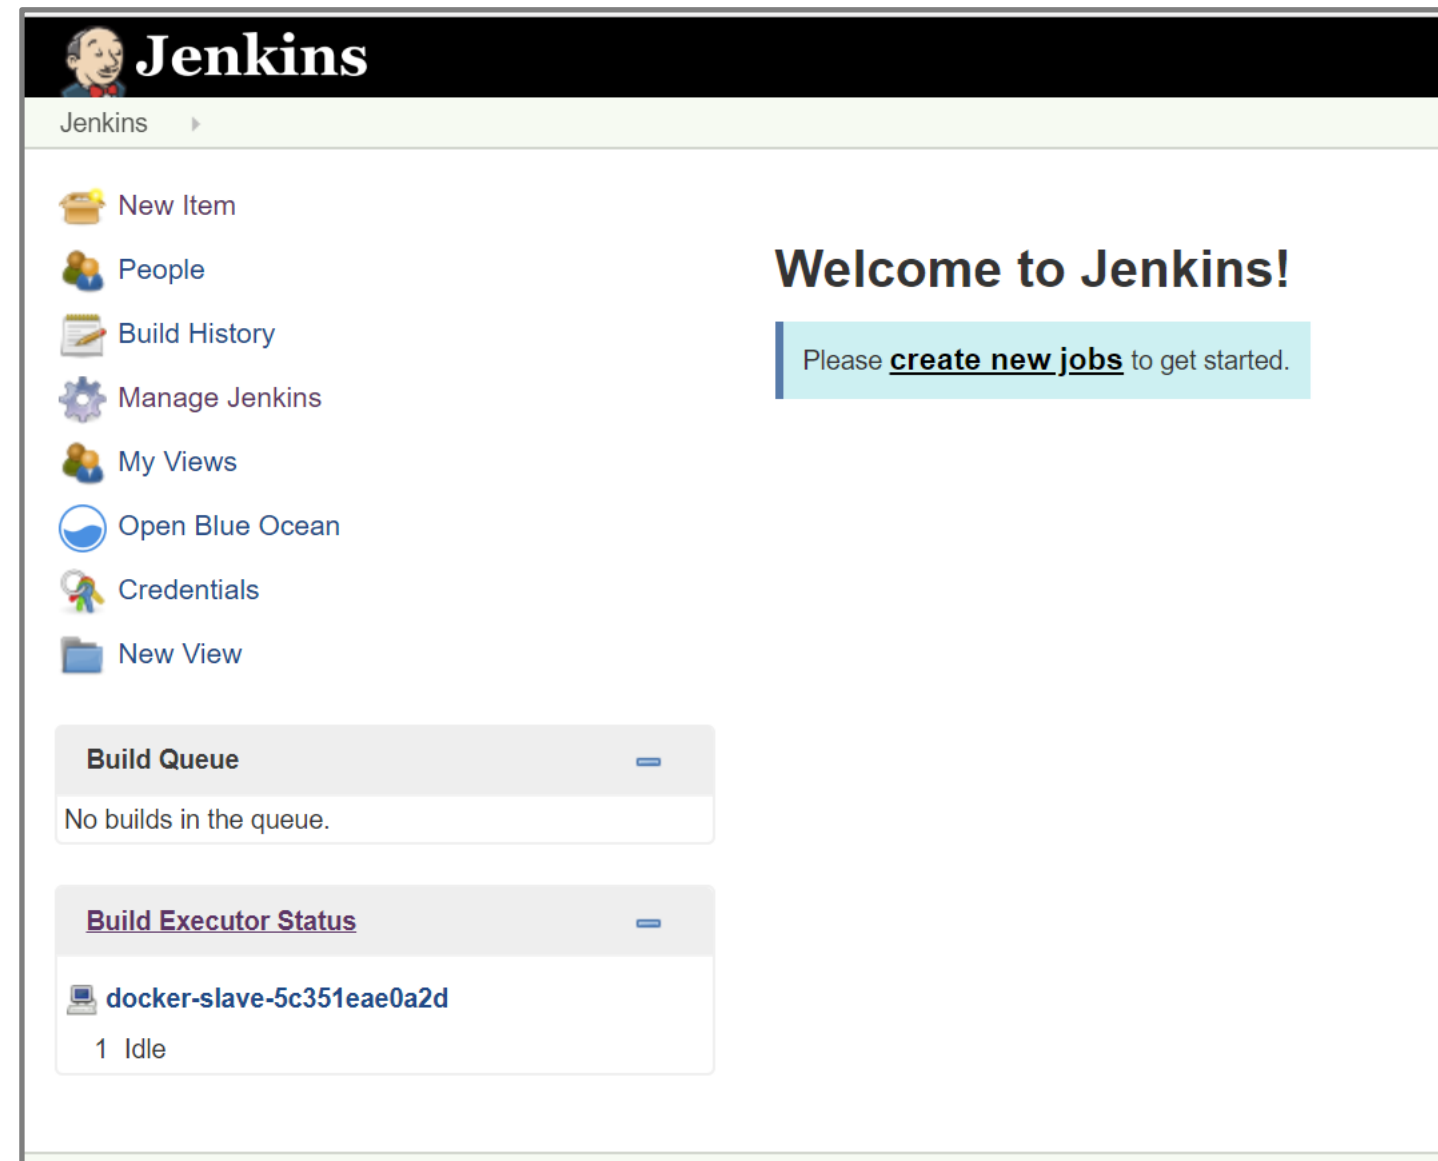 Jenkins
Jenkins
New Item
People
Build History
Manage Jenkins
My Views
Open Blue Ocean
Credentials
New View
Welcome to Jenkins!
Please create new jobs to get started.
Build Queue
No builds in the queue.
Build Executor Status
docker-slave-5c351eae0a2d
1 Idle